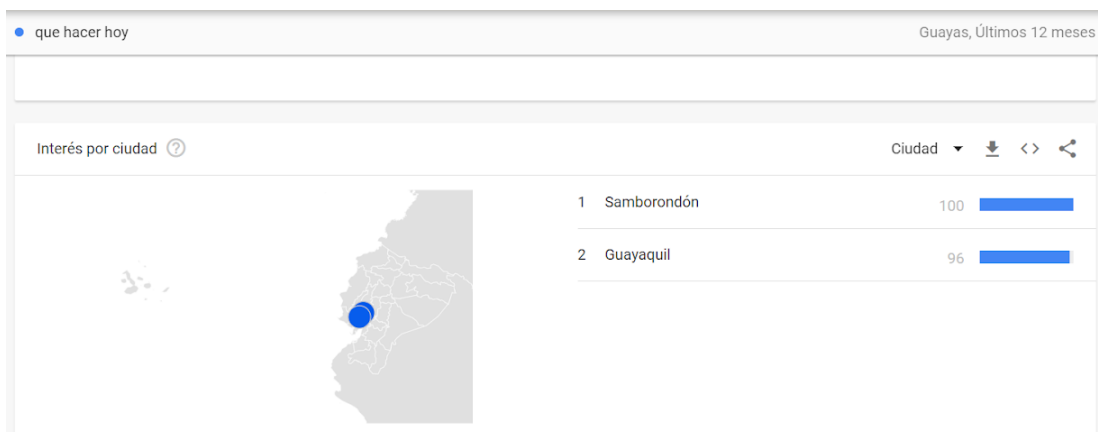 que hacer hoy
Guayas, Últimos 12 meses
Interés por ciudad ?
Ciudad
1 Samborondón 100
2 Guayaquil 96